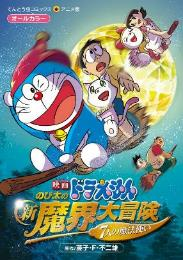 てんとう虫コミックス アニメ版
オールカラー
映画
のび太の
ドラえもん
新
魔界大冒険
7人の魔法使い
原作/藤子・F・不二雄